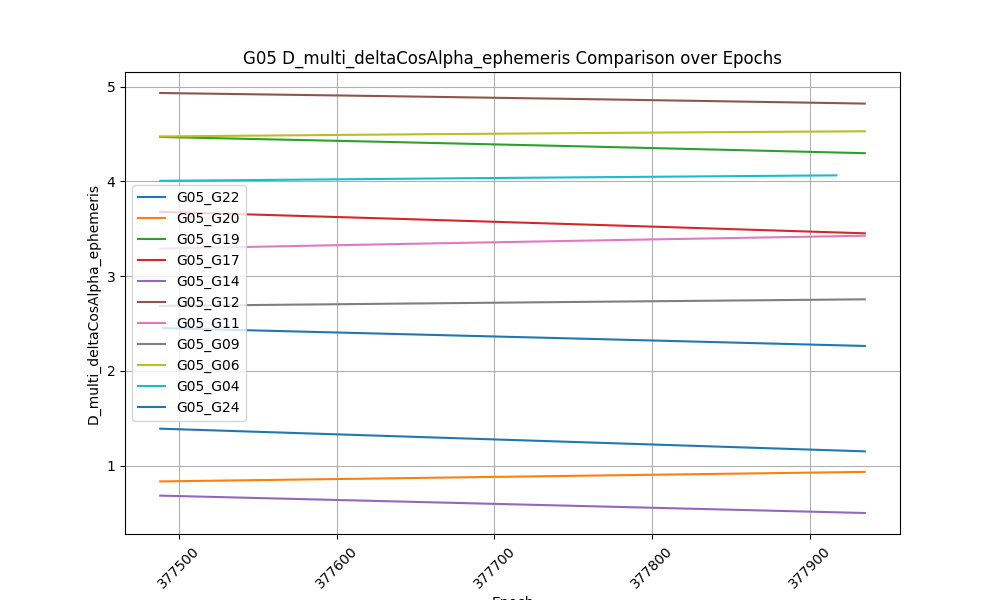 G05 D_multi_deltaCosAlpha_ephemeris Comparison over Epochs
D_multi_deltaCosAlpha_ephemeris
5
4
3
2
1
G05_G22
G05_G20
G05_G19
G05_G17
G05_G14
G05_G12
G05_G11
G05_G09
G05_G06
G05_G04
G05_G24
377500
377600
377700
377800
377900
Epoch